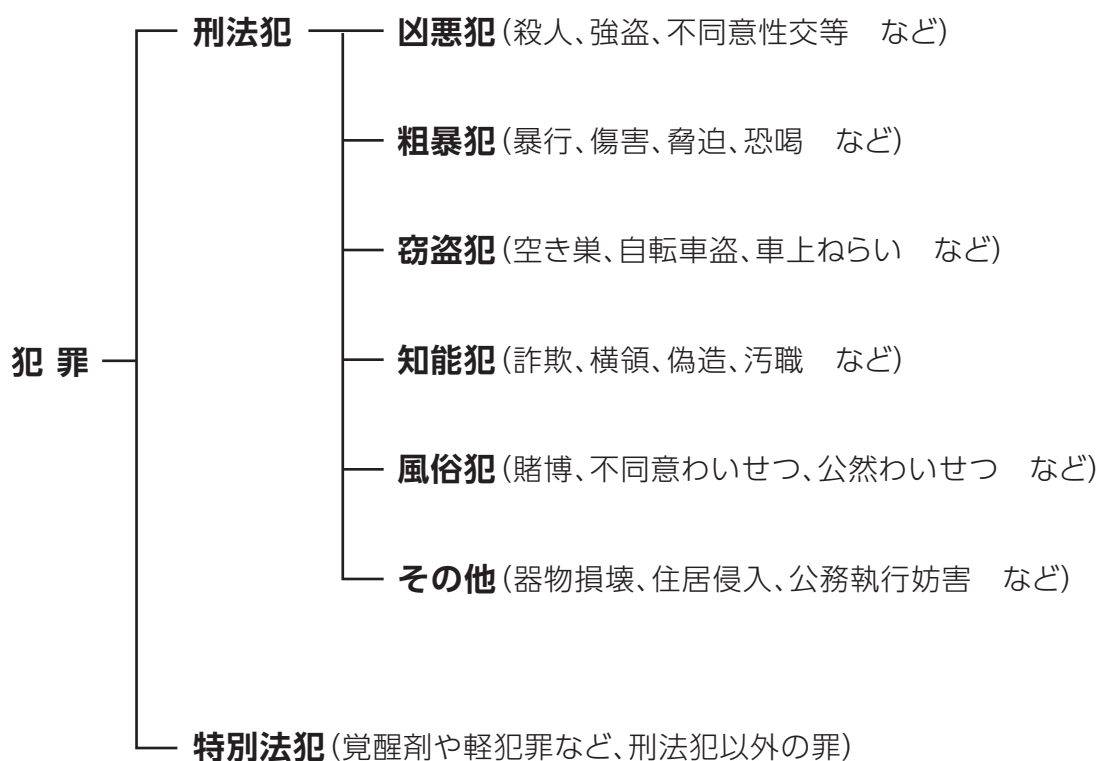 刑法犯
凶悪犯(殺人、強盗、不同意性交等　など)
粗暴犯(暴行、傷害、脅迫、恐喝　など)
窃盗犯(空き巣、自転車盗、車上ねらい　など)
犯 罪
知能犯(詐欺、横領、偽造、汚職　など)
風俗犯(賭博、不同意わいせつ、公然わいせつ　など)
その他(器物損壊、住居侵入、公務執行妨害　など)
特別法犯(覚醒剤や軽犯罪など、刑法犯以外の罪)